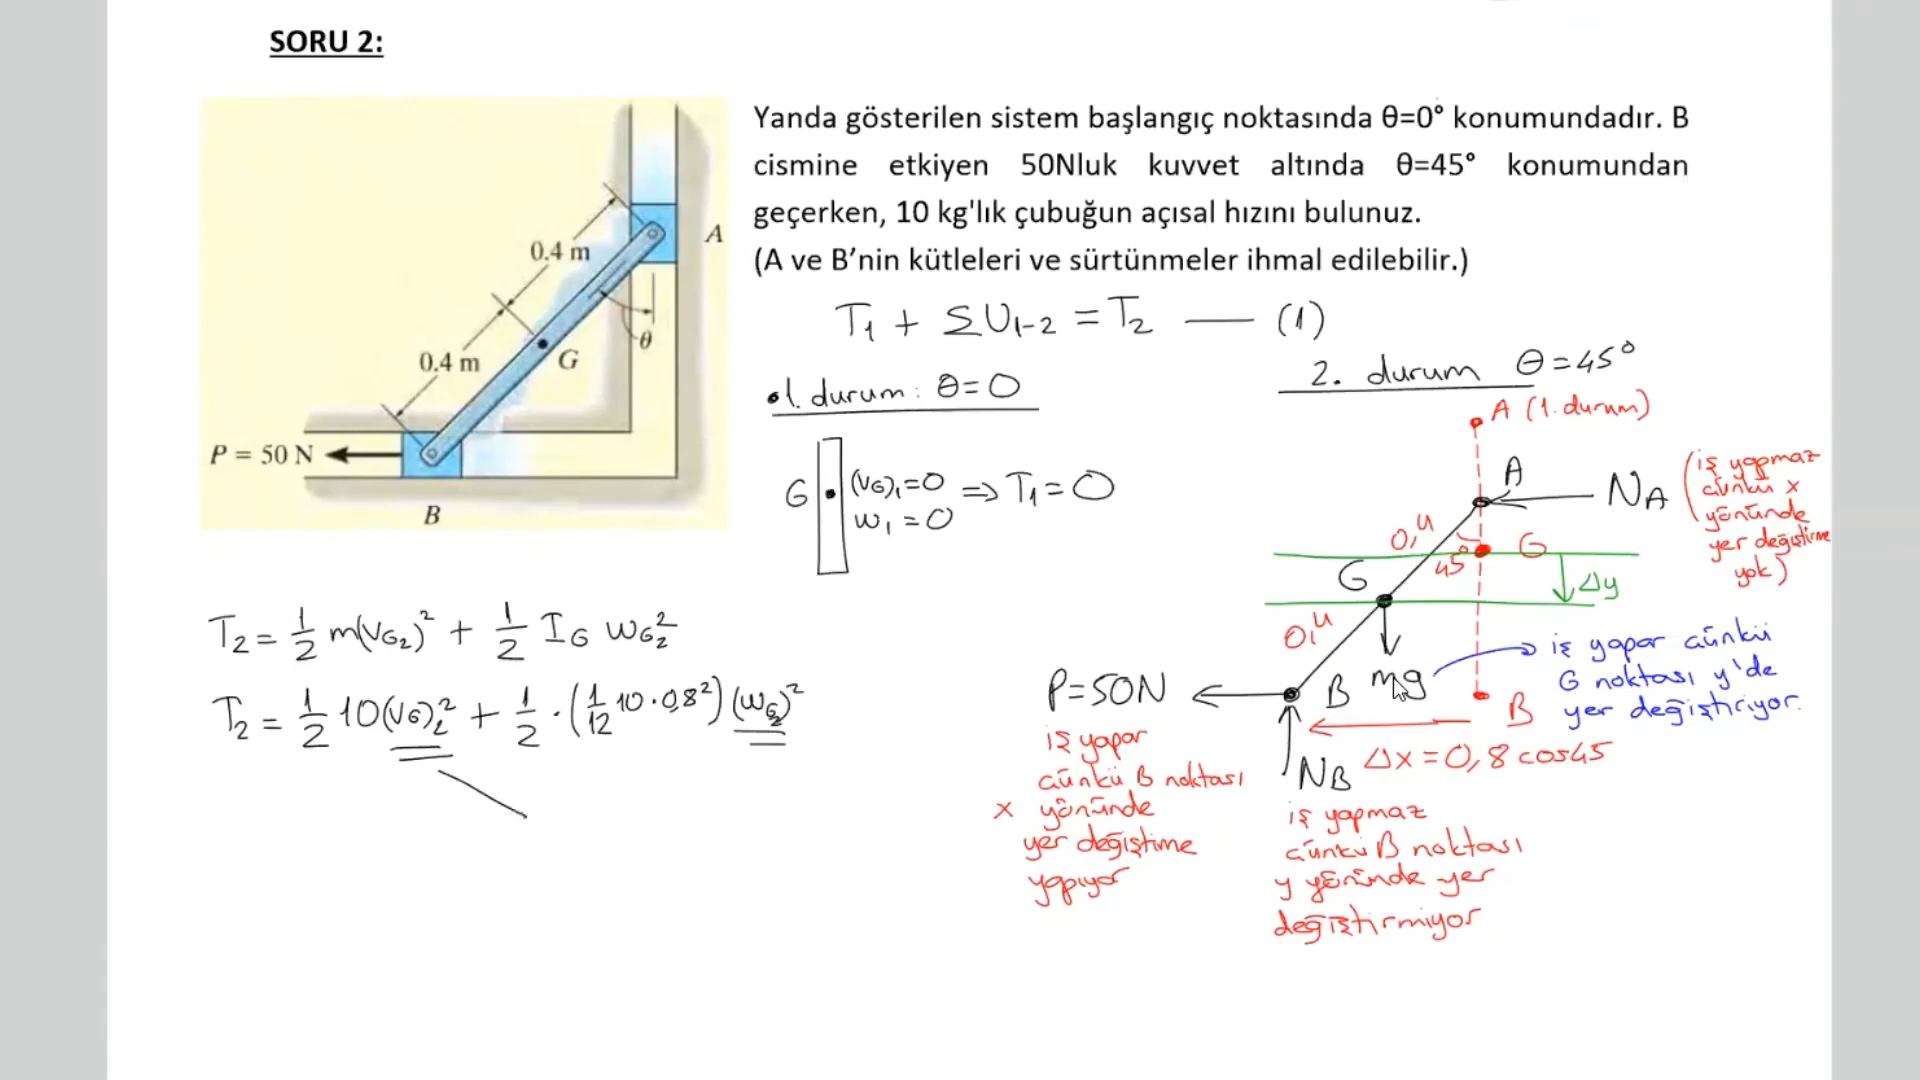 SORU 2:
Yanda gösterilen sistem başlangıç noktasında θ=0° konumundadır. B
cismine etkiyen 50Nluk kuvvet altında θ=45° konumundan
geçerken, 10 kg'lık çubuğun açısal hızını bulunuz.
(A ve B’nin kütleleri ve sürtünmeler ihmal edilebilir.)
A
0.4 m
θ
0.4 m
G
P = 50 N
B
T₁ + ΣU₁₋₂ = T₂ — (1)
•1. durum: θ=0
G (VG)₁=0 ⇒ T₁=0
w₁ = 0
2. durum θ=45°
A (1. durum)
A
NA
(iş yapmaz
çünkü x
yönünde
yer değiştirme
yok)
0,4
45°
G
G
Δy
0,4
P=50N
B
mg
B
iş yapar çünkü
G noktası y'de
yer değiştiriyor.
Δx = 0,8 cos45
NB
iş yapar
çünkü B noktası
x yönünde
yer değiştime
yapıyor
iş yapmaz
çünkü B noktası
y yönünde yer
değiştirmiyor
T₂ = 1/2 m(VG₂)² + 1/2 IG wG₂²
T₂ = 1/2 10(VG)₂² + 1/2 · (1/12 10·0,8²) (wG₂)²